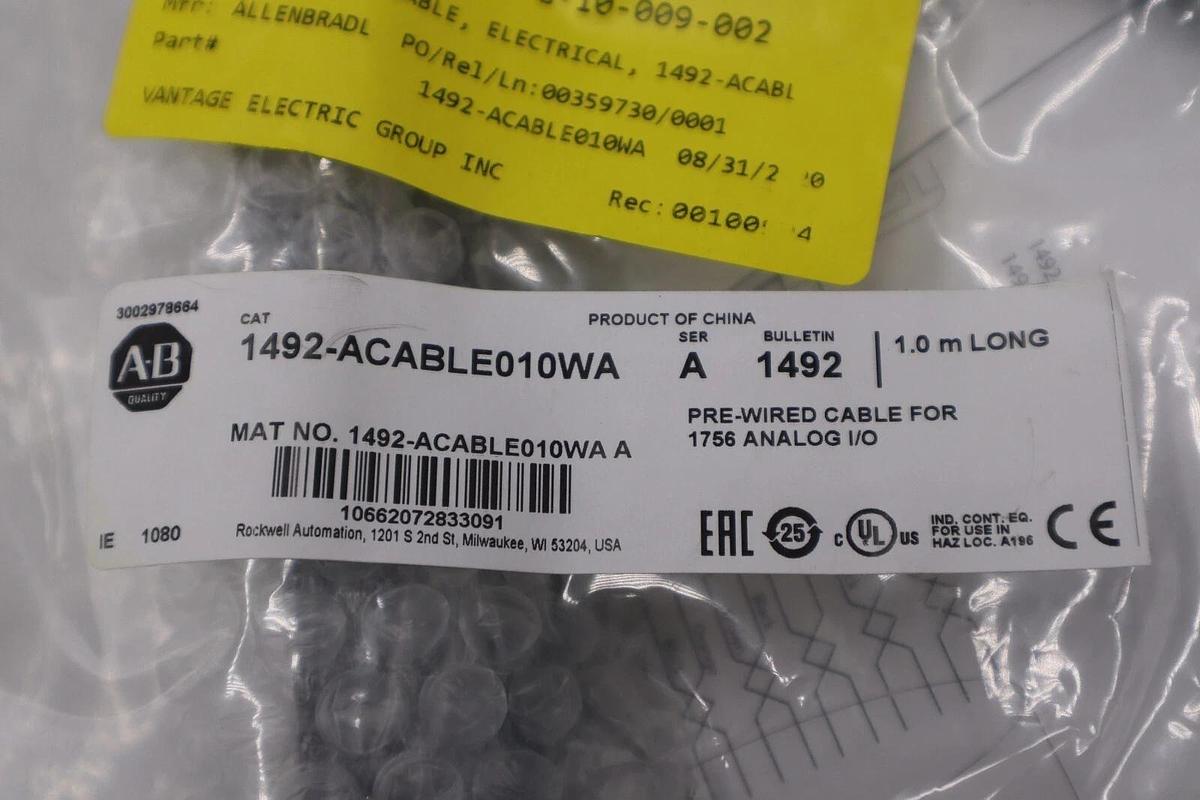 10-009-002
ELECTRICAL, 1492-ACABL
MFP: ALLENBRADL PO/Rel/Ln:00359730/0001
Part# 1492-ACABLE010WA 08/31/2
VANTAGE ELECTRIC GROUP INC
Rec:00100
3002978664
A-B
QUALITY
CAT
1492-ACABLE010WA
PRODUCT OF CHINA
SER
A
BULLETIN
1492
1.0 m LONG
MAT NO. 1492-ACABLE010WA A
10662072833091
PRE-WIRED CABLE FOR
1756 ANALOG I/O
IE 1080
Rockwell Automation, 1201 S 2nd St, Milwaukee, WI 53204, USA
EAC
25
c UL US
IND. CONT. EQ.
FOR USE IN
HAZ LOC. A196
CE
1492